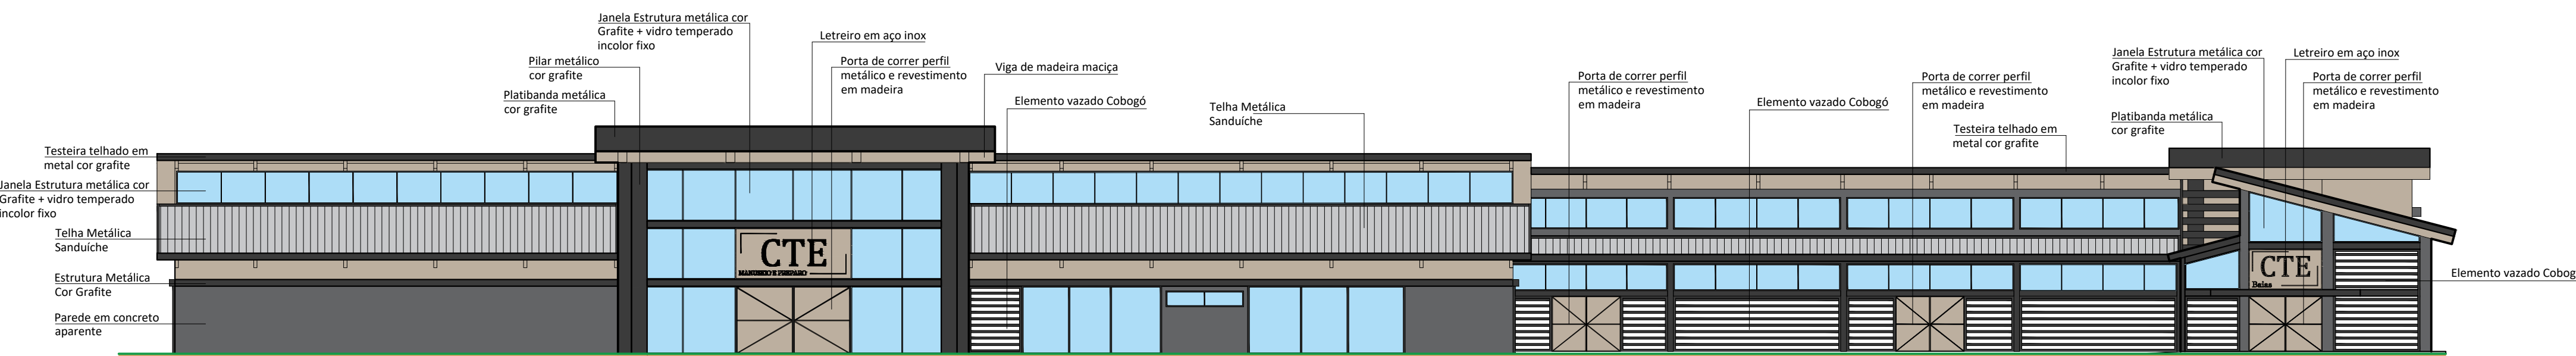 Janela Estrutura metálica cor
Grafite + vidro temperado
incolor fixo
Letreiro em aço inox
Pilar metálico
cor grafite
Porta de correr perfil
metálico e revestimento
em madeira
Viga de madeira maciça
Platibanda metálica
cor grafite
Elemento vazado Cobogó
Telha Metálica
Sanduíche
Porta de correr perfil
metálico e revestimento
em madeira
Elemento vazado Cobogó
Porta de correr perfil
metálico e revestimento
em madeira
Testeira telhado em
metal cor grafite
Janela Estrutura metálica cor
Grafite + vidro temperado
incolor fixo
Letreiro em aço inox
Porta de correr perfil
metálico e revestimento
em madeira
Platibanda metálica
cor grafite
Testeira telhado em
metal cor grafite
Janela Estrutura metálica cor
Grafite + vidro temperado
incolor fixo
Telha Metálica
Sanduíche
Estrutura Metálica
Cor Grafite
Parede em concreto
aparente
CTE
MANUSEIO E PREPARO
CTE
Baias
Elemento vazado Cobog